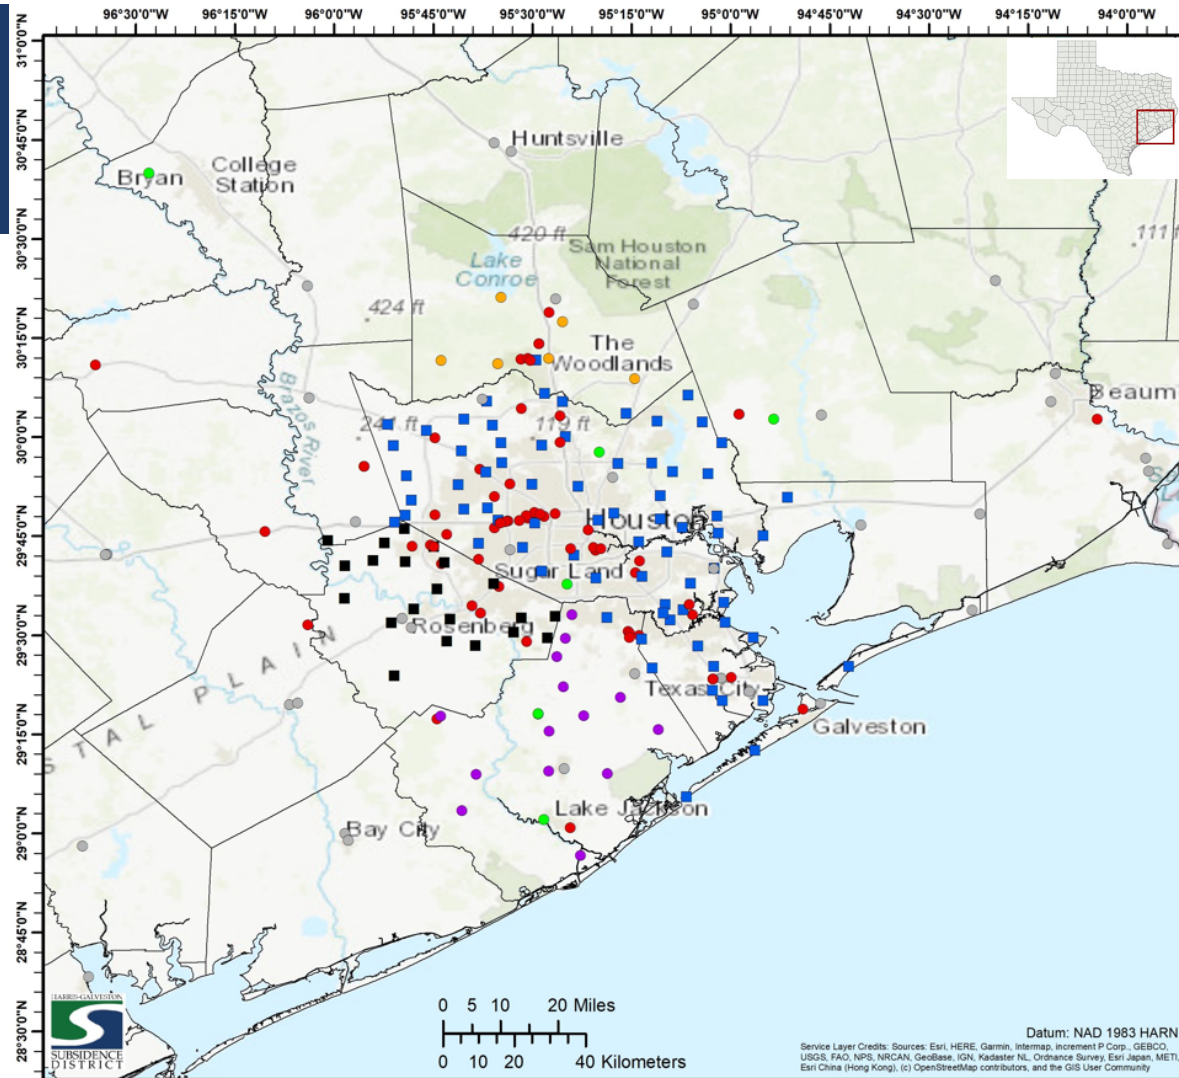 96°30'0"W 96°15'0"W 96°0'0"W 95°45'0"W 95°30'0"W 95°15'0"W 95°0'0"W 94°45'0"W 94°30'0"W 94°15'0"W 94°0'0"W
31°0'0"N
30°45'0"N
30°30'0"N
30°15'0"N
30°0'0"N
29°45'0"N
29°30'0"N
29°15'0"N
29°0'0"N
28°45'0"N
28°30'0"N
Huntsville
College
Station
Bryan
420 ft
Sam Houston
National
Forest
111 f
Lake
Conroe
424 ft
The
Woodlands
Brazos River
Beaum
241 ft
119 ft
Houston
Sugar Land
Rosenberg
STAL PLAIN
Texas City
Galveston
Lake Jackson
Bay City
HARRIS-GALVESTON
SUBSIDENCE
DISTRICT
0 5 10 20 Miles
0 10 20 40 Kilometers
Datum: NAD 1983 HARN
Service Layer Credits: Sources: Esri, HERE, Garmin, Intermap, increment P Corp., GEBCO,
USGS, FAO, NPS, NRCAN, GeoBase, IGN, Kadaster NL, Ordnance Survey, Esri Japan, METI,
Esri China (Hong Kong), (c) OpenStreetMap contributors, and the GIS User Community